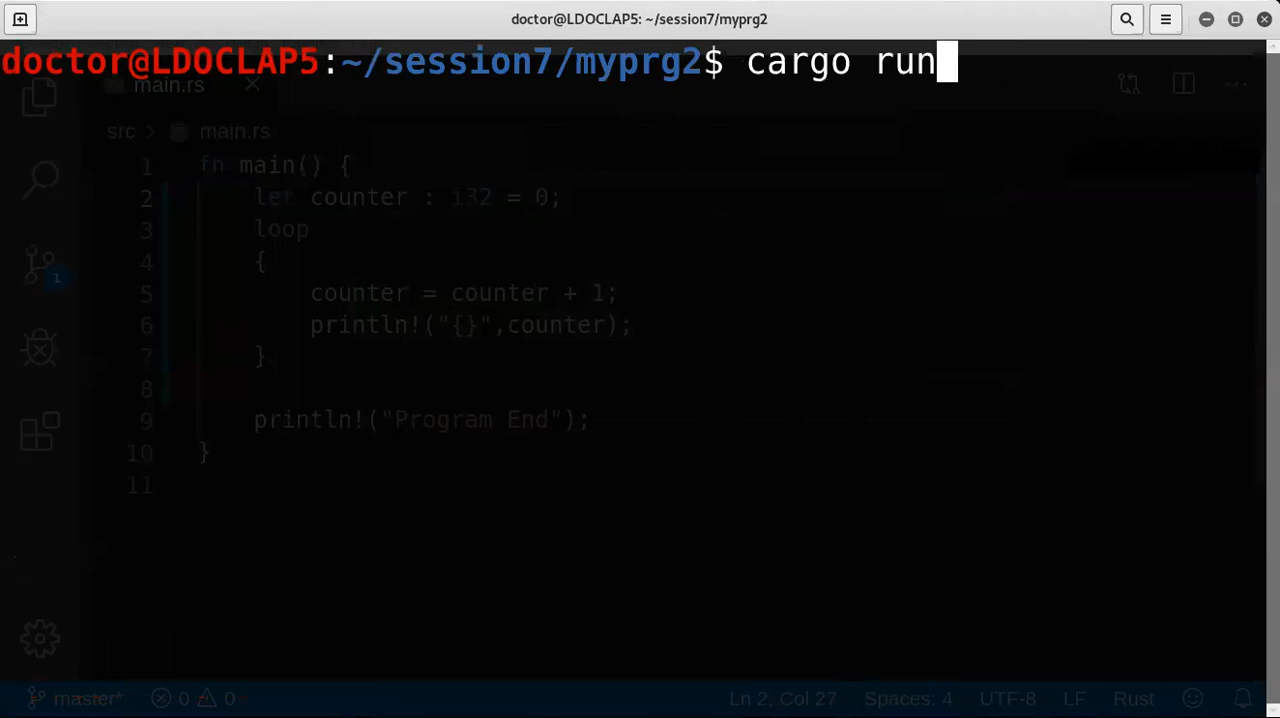 doctor@LDOCLAP5: ~/session7/myprg2
doctor@LDOCLAP5:~/session7/myprg2$ cargo run
main.rs
src > main.rs
1 fn main() {
2 let counter : i32 = 0;
3 loop
4 {
5 counter = counter + 1;
6 println!("{}",counter);
7 }
8
9 println!("Program End");
10 }
11
1
master* 0 0 Ln 2, Col 27 Spaces: 4 UTF-8 LF Rust